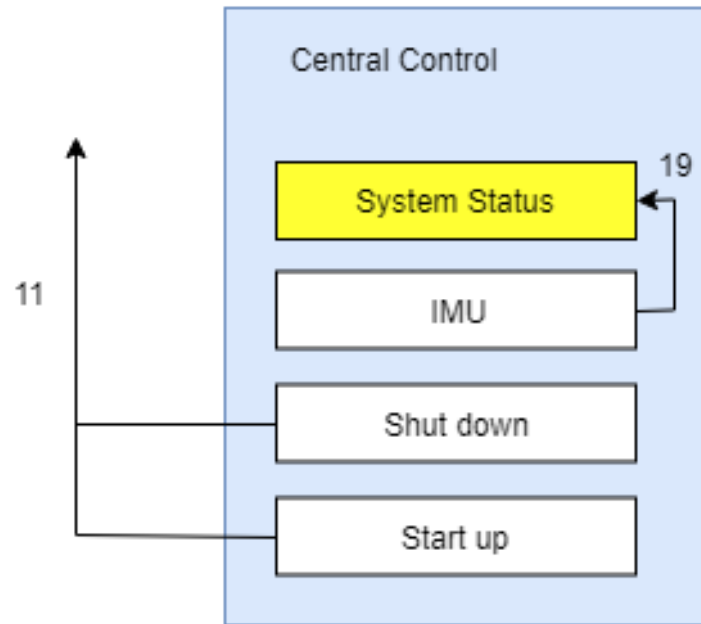 Central Control
19
System Status
11
IMU
Shut down
Start up